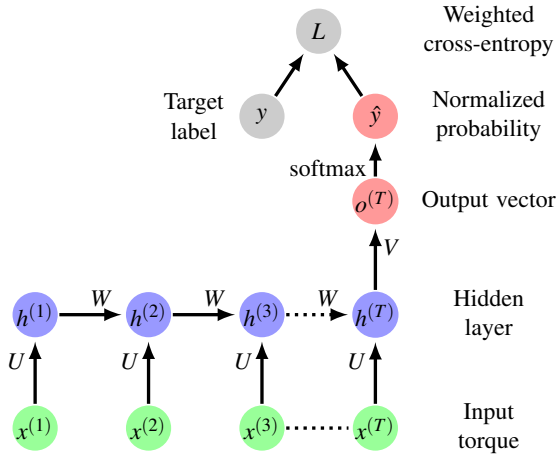 L
Weighted
cross-entropy
Target
label
y
ŷ
Normalized
probability
softmax
o^{(T)}
Output vector
V
h^{(1)} W h^{(2)} W h^{(3)} W h^{(T)}
Hidden
layer
U U U U
x^{(1)} x^{(2)} x^{(3)} x^{(T)}
Input
torque